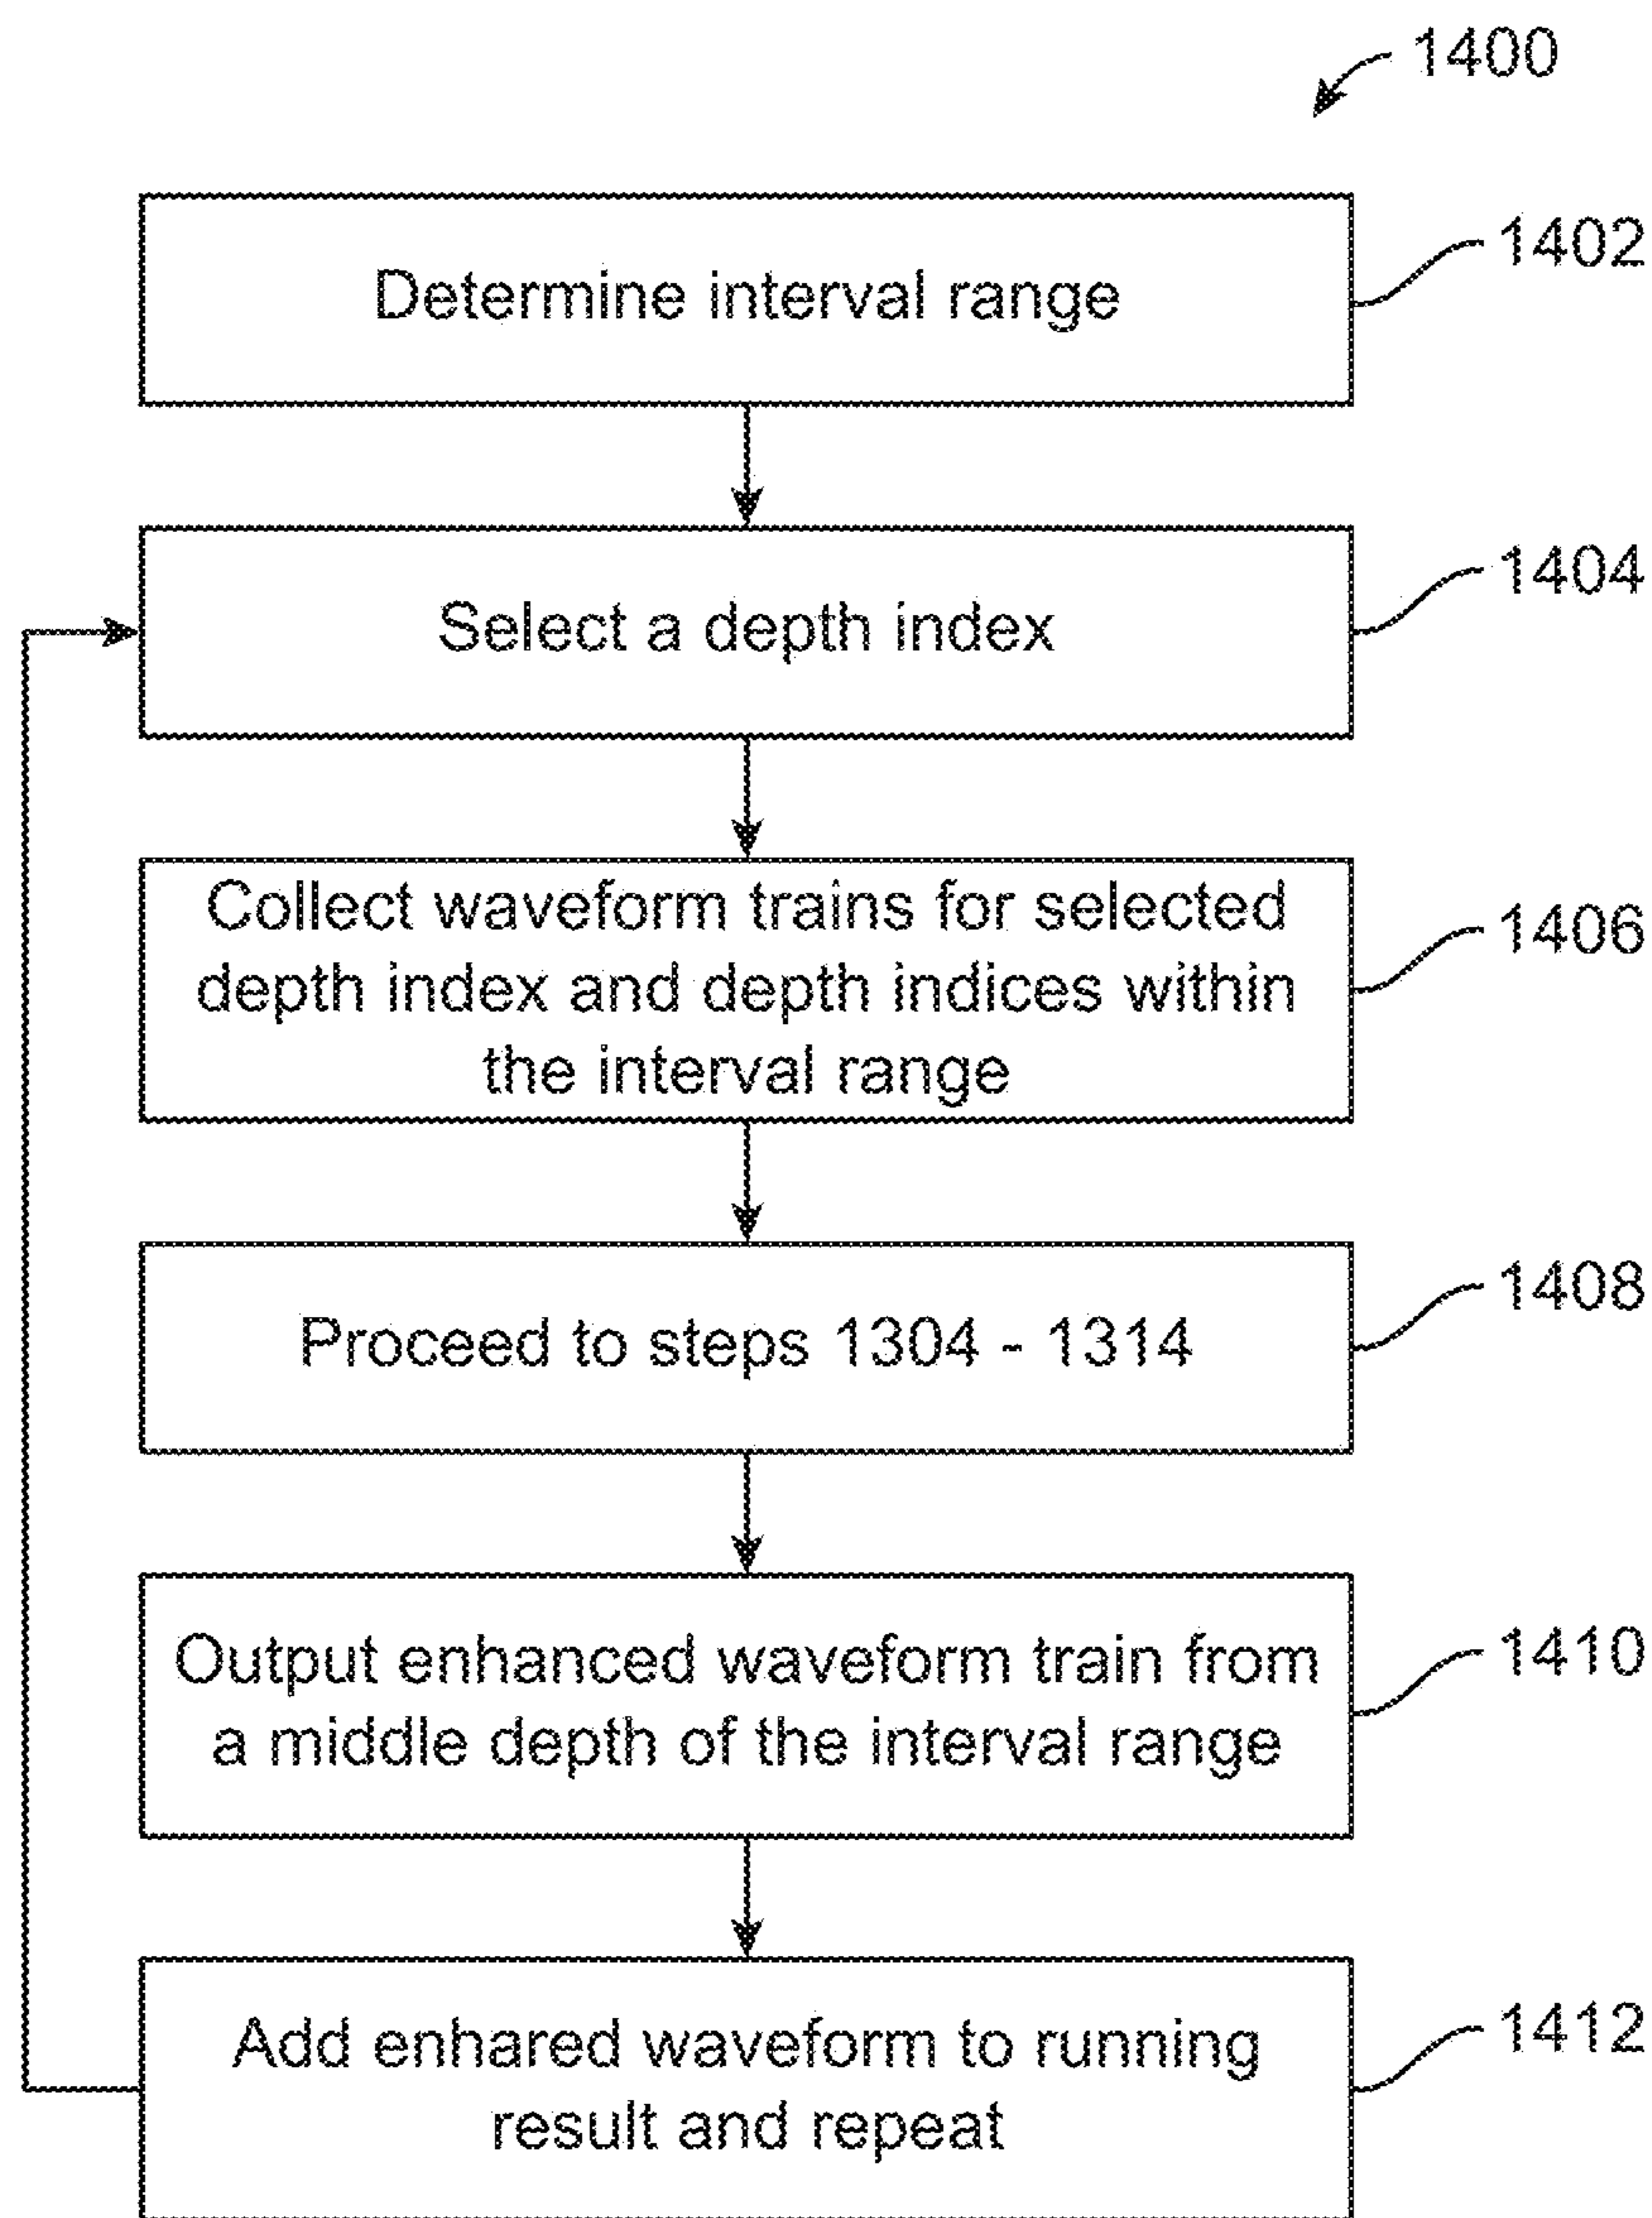 1400
Determine interval range
1402
Select a depth index
1404
Collect waveform trains for selected
depth index and depth indices within
the interval range
1406
Proceed to steps 1304 - 1314
1408
Output enhanced waveform train from
a middle depth of the interval range
1410
Add enhared waveform to running
result and repeat
1412